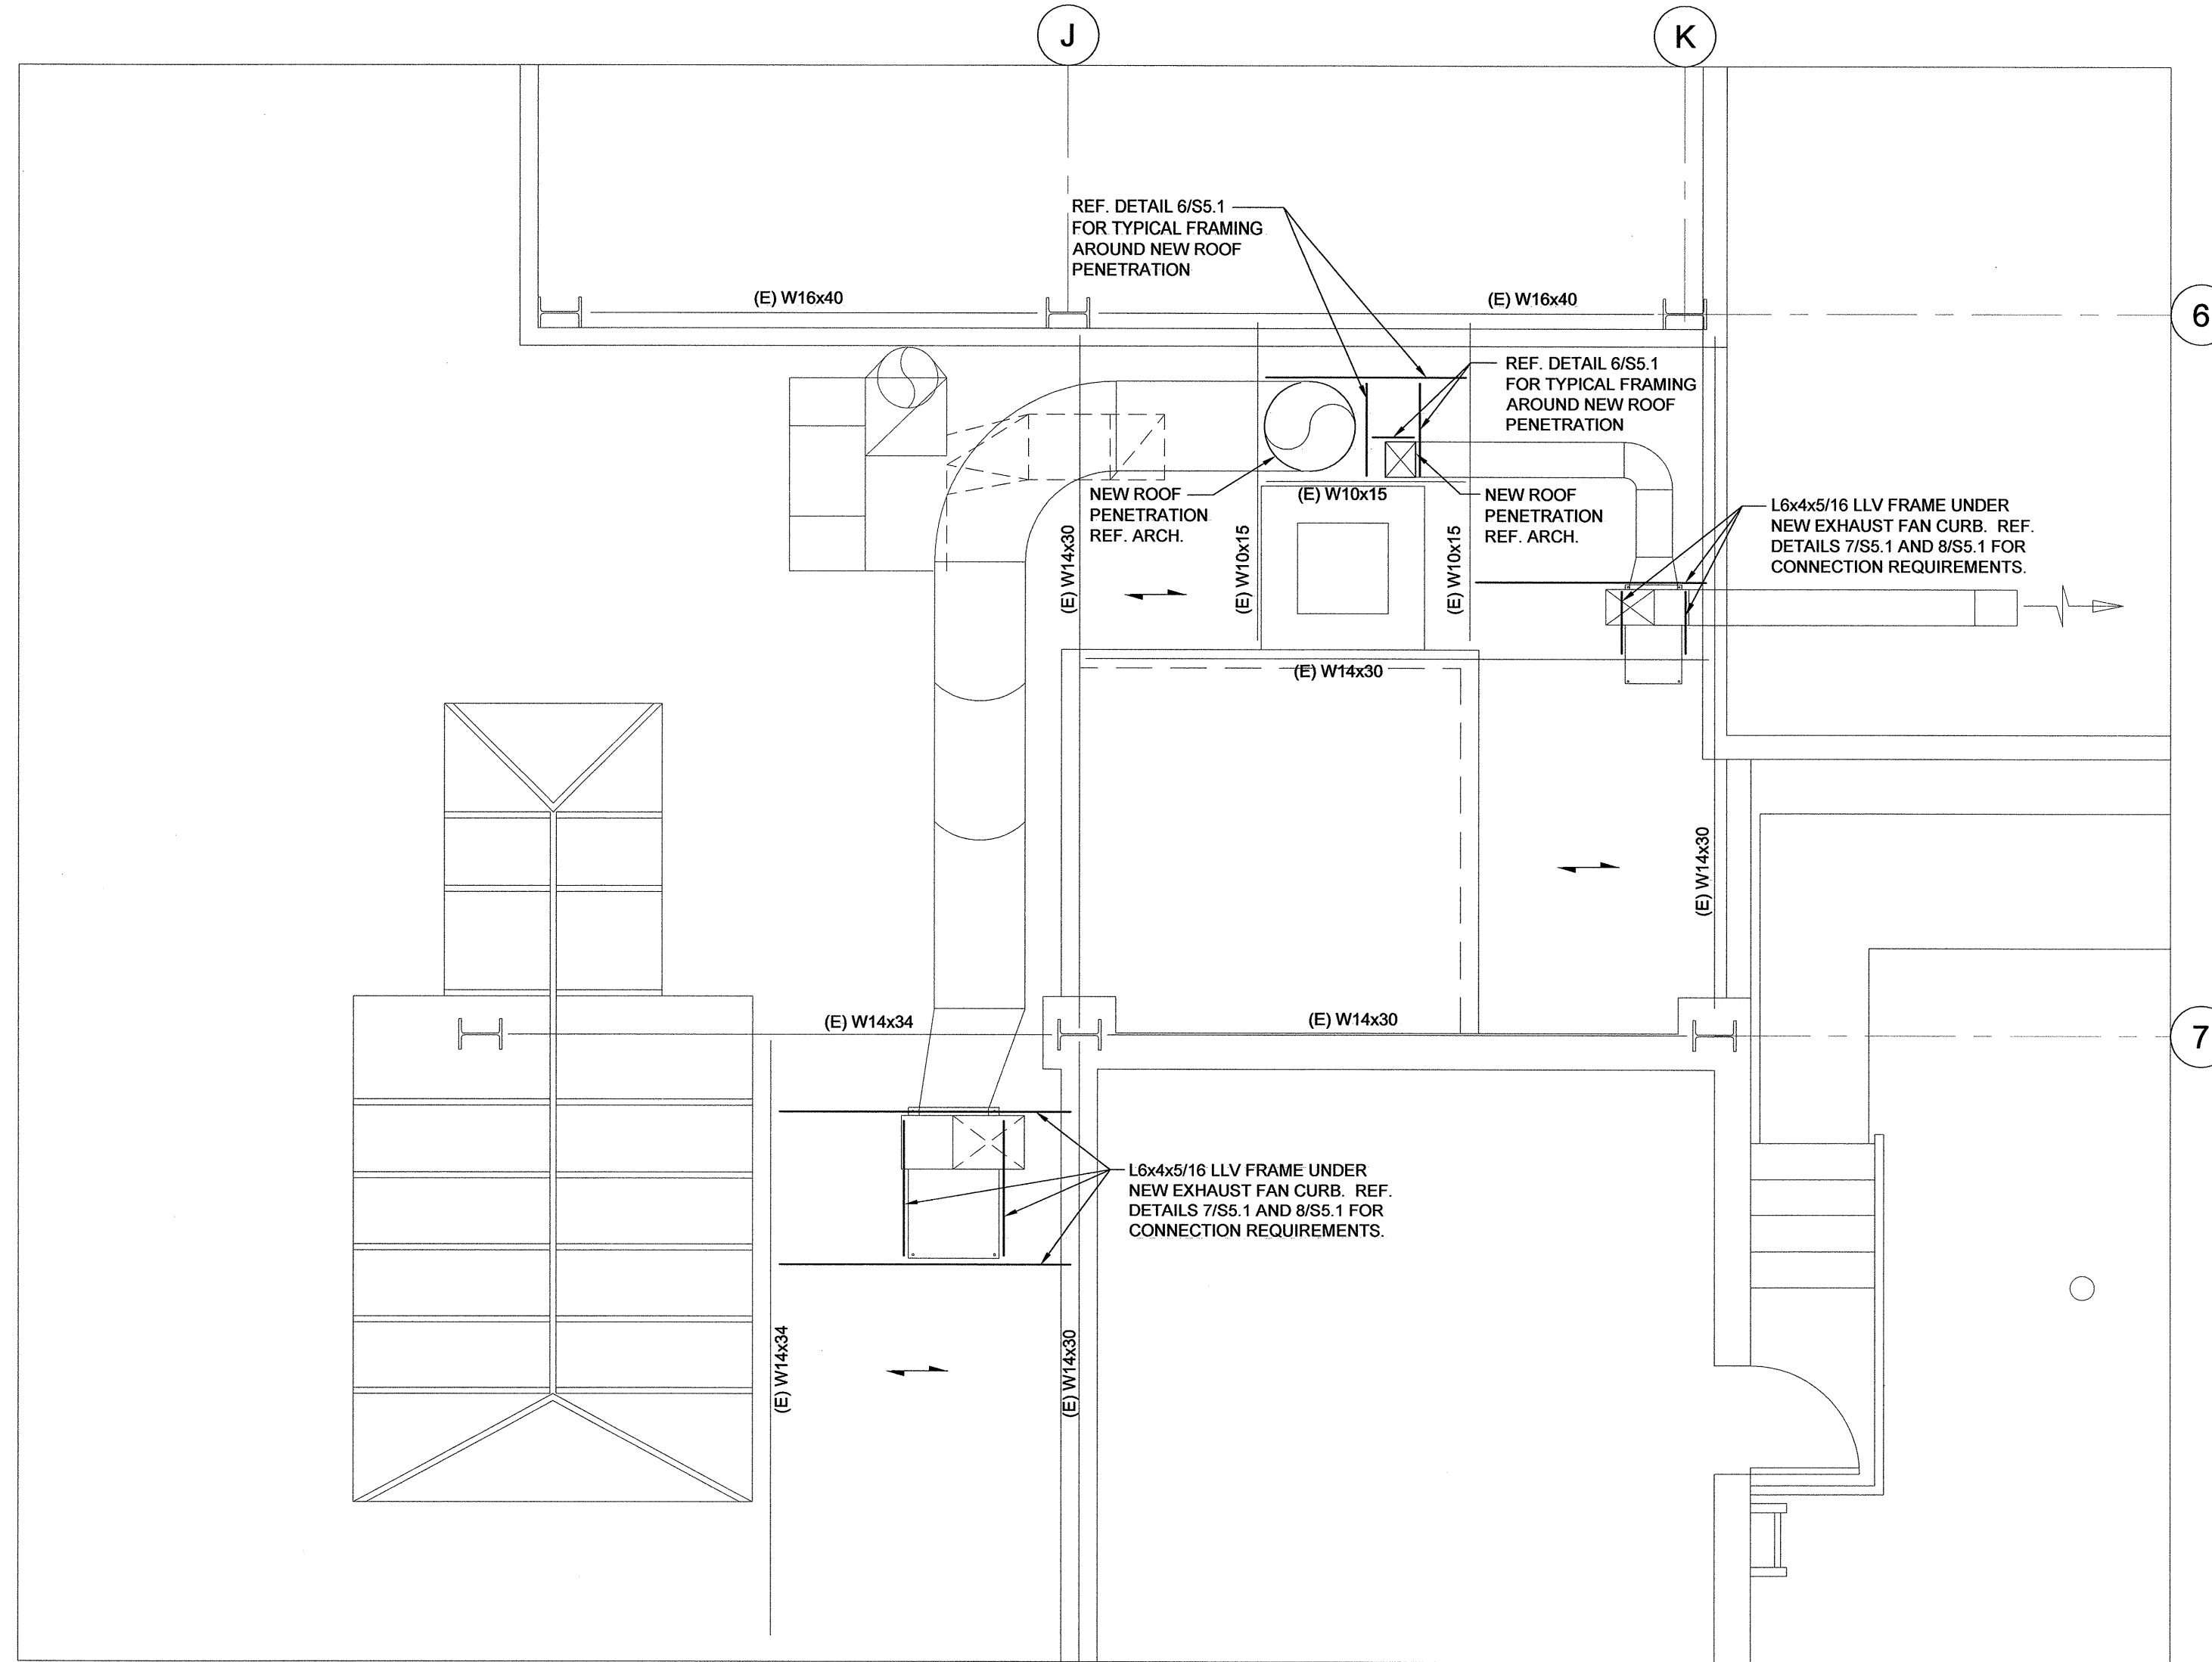 J
K
REF. DETAIL 6/S5.1
FOR TYPICAL FRAMING
AROUND NEW ROOF
PENETRATION
(E) W16x40
(E) W16x40
6
REF. DETAIL 6/S5.1
FOR TYPICAL FRAMING
AROUND NEW ROOF
PENETRATION
NEW ROOF
PENETRATION
REF. ARCH.
(E) W10x15
NEW ROOF
PENETRATION
REF. ARCH.
L6x4x5/16 LLV FRAME UNDER
NEW EXHAUST FAN CURB. REF.
DETAILS 7/S5.1 AND 8/S5.1 FOR
CONNECTION REQUIREMENTS.
(E) W14x30
(E) W10x15
(E) W10x15
(E) W14x30
(E) W14x30
(E) W14x34
(E) W14x30
7
L6x4x5/16 LLV FRAME UNDER
NEW EXHAUST FAN CURB. REF.
DETAILS 7/S5.1 AND 8/S5.1 FOR
CONNECTION REQUIREMENTS.
(E) W14x34
(E) W14x30